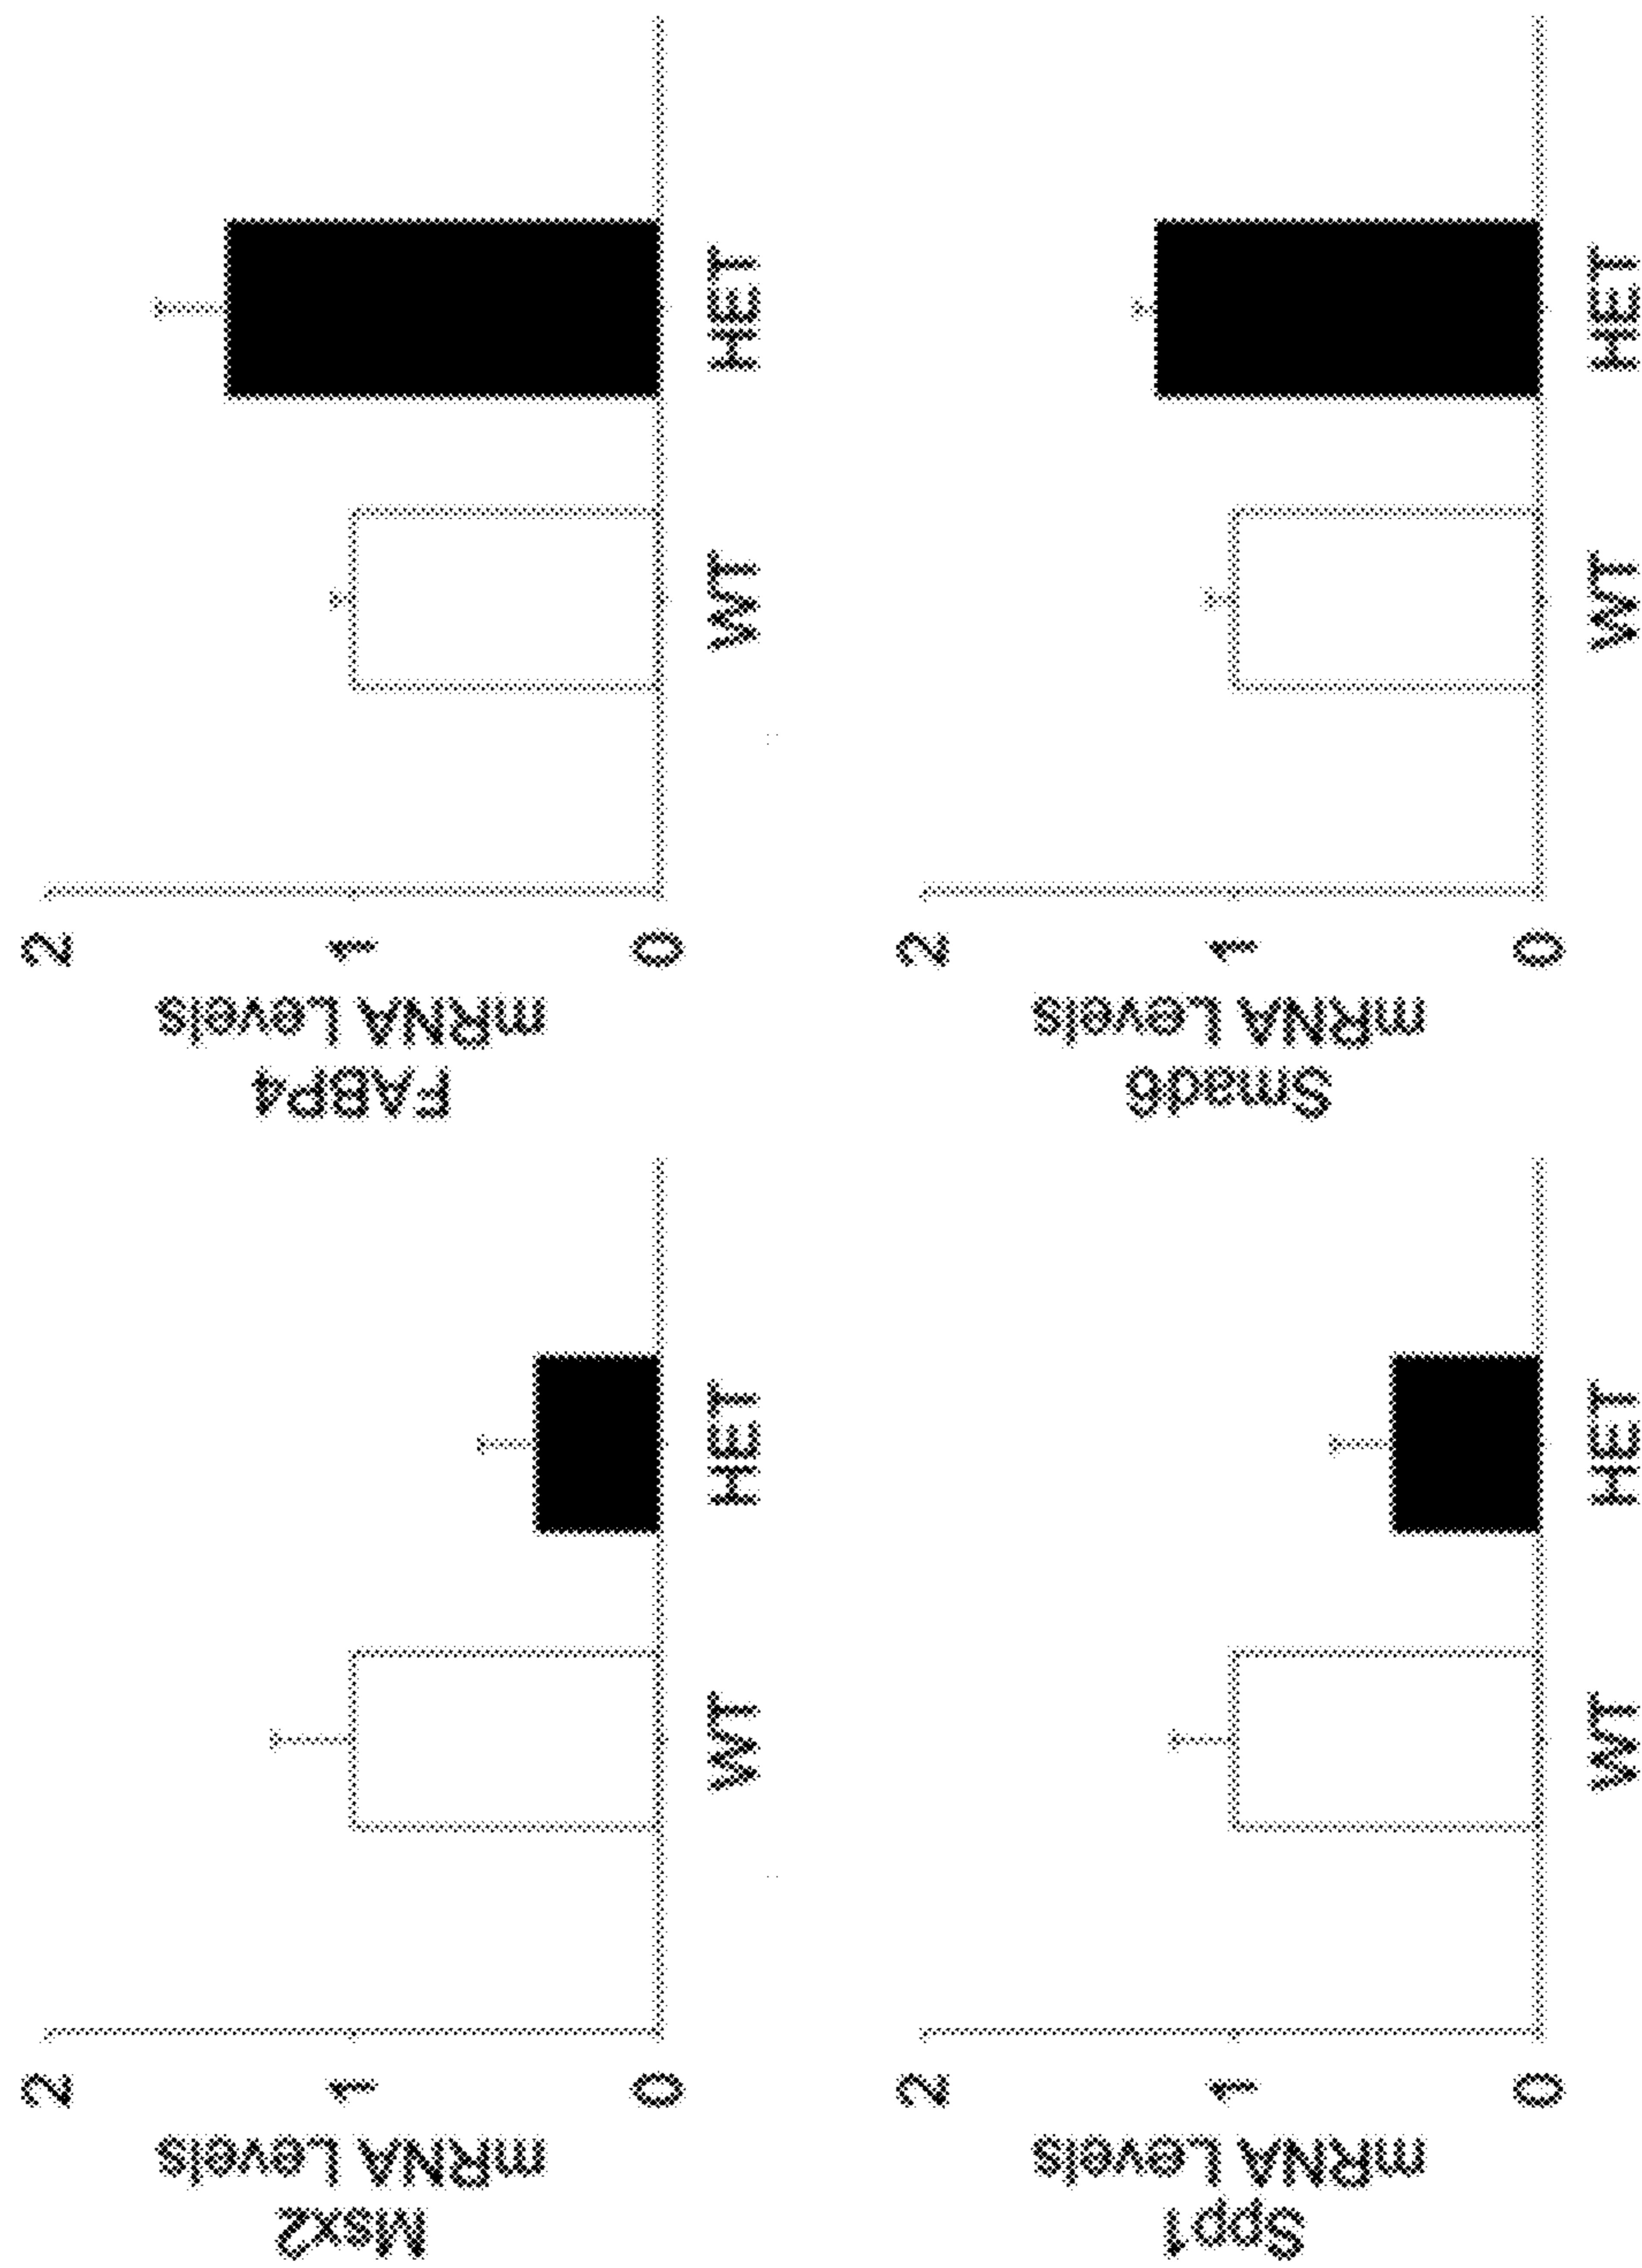 Msx2
mRNA Levels
2
1
0
WT
HET
FABP4
mRNA Levels
2
1
0
WT
HET
Spp1
mRNA Levels
2
1
0
WT
HET
Smad6
mRNA Levels
2
1
0
WT
HET